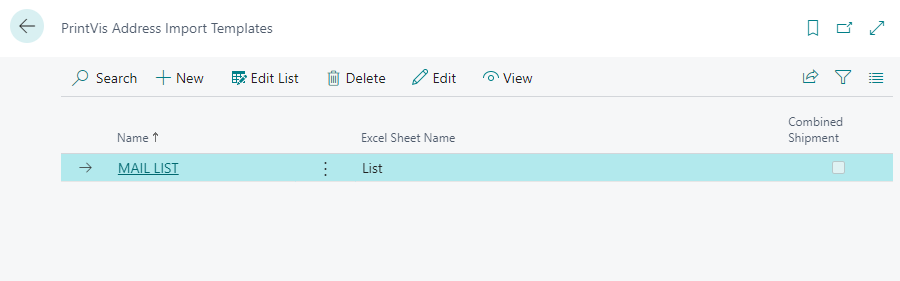 PrintVis Address Import Templates
Search New Edit List Delete Edit View
Name ↑ Excel Sheet Name Combined Shipment
MAIL LIST List